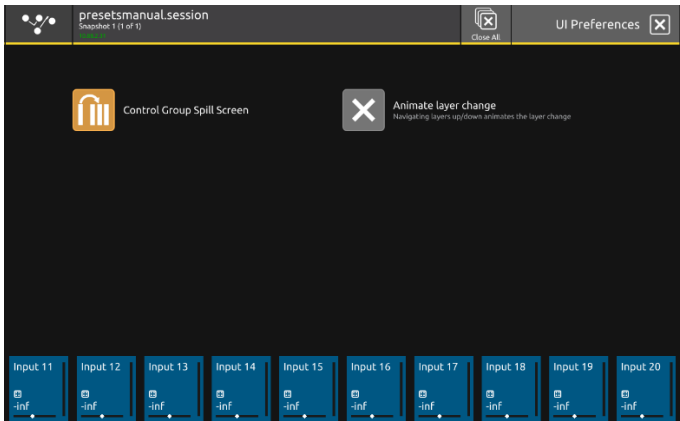 presetsmanual.session
Snapshot 1 (1 of 1)
Close All
UI Preferences
Control Group Spill Screen
Animate layer change
Navigating layers up/down animates the layer change
Input 11
Input 12
Input 13
Input 14
Input 15
Input 16
Input 17
Input 18
Input 19
Input 20
-inf
-inf
-inf
-inf
-inf
-inf
-inf
-inf
-inf
-inf